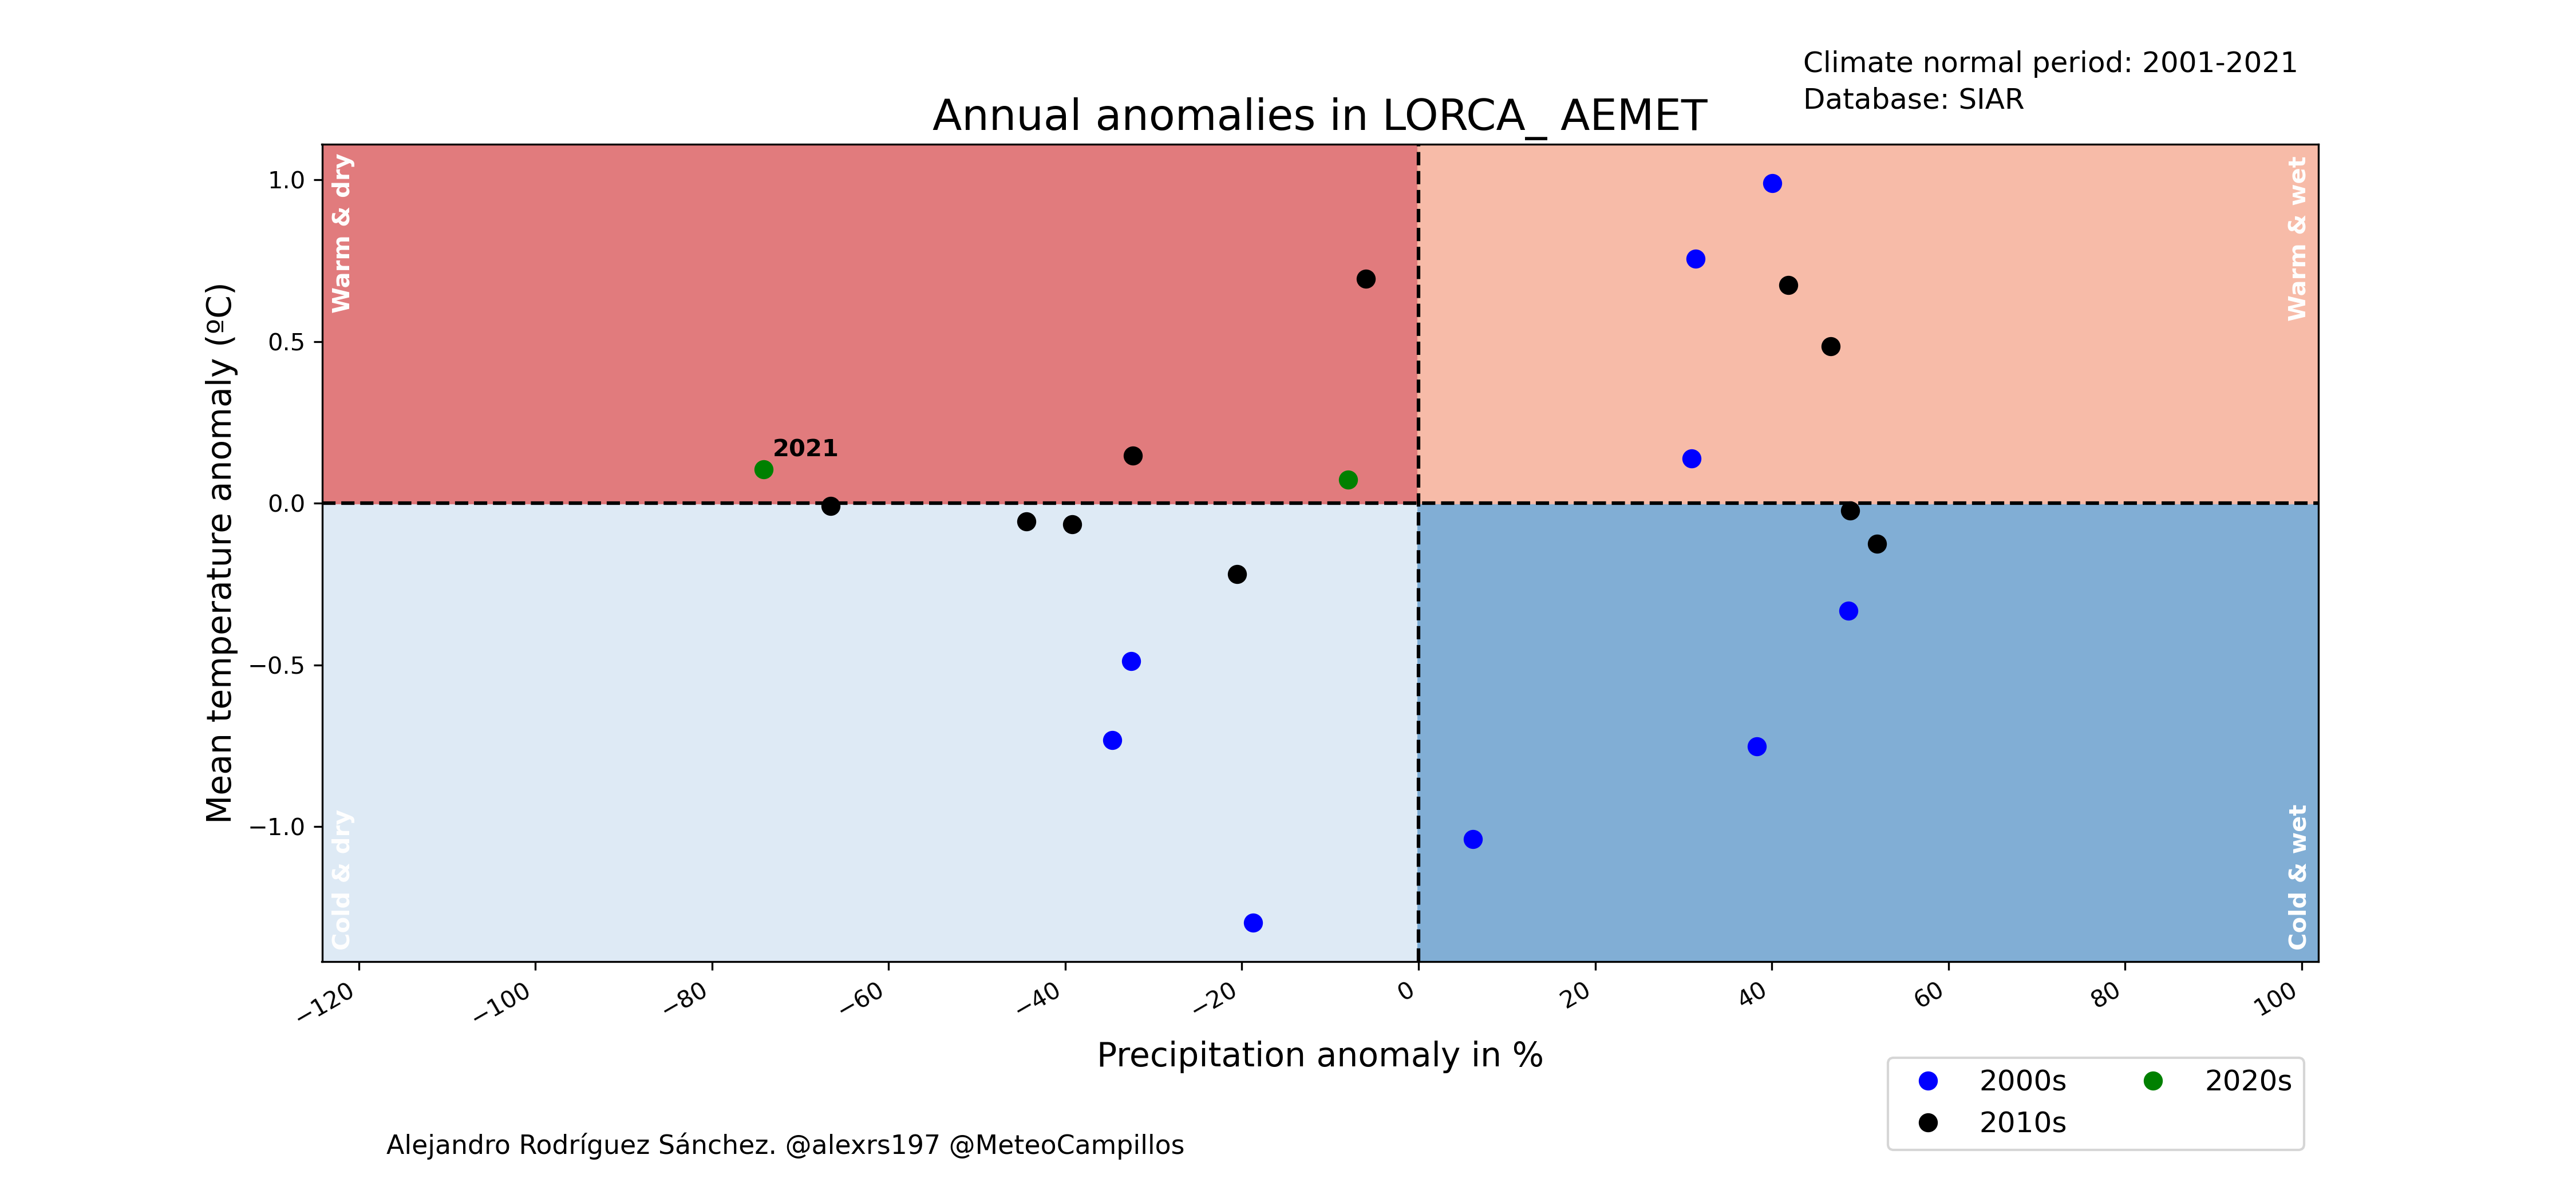 Climate normal period: 2001-2021
Database: SIAR
Annual anomalies in LORCA_ AEMET
Warm & dry
Warm & wet
Cold & dry
Cold & wet
2021
Mean temperature anomaly (ºC)
1.0
0.5
0.0
−0.5
−1.0
−120
−100
−80
−60
−40
−20
0
20
40
60
80
100
Precipitation anomaly in %
2000s
2010s
2020s
Alejandro Rodríguez Sánchez. @alexrs197 @MeteoCampillos